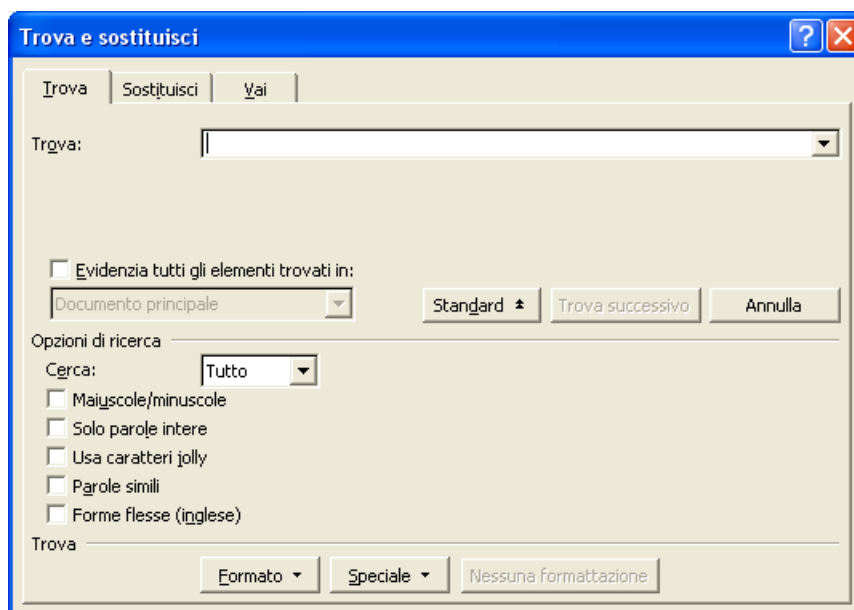 Trova e sostituisci
Trova Sostituisci Vai
Trova:
Evidenzia tutti gli elementi trovati in:
Documento principale Standard Trova successivo Annulla
Opzioni di ricerca
Cerca: Tutto
Maiuscole/minuscole
Solo parole intere
Usa caratteri jolly
Parole simili
Forme flesse (inglese)
Trova
Formato Speciale Nessuna formattazione